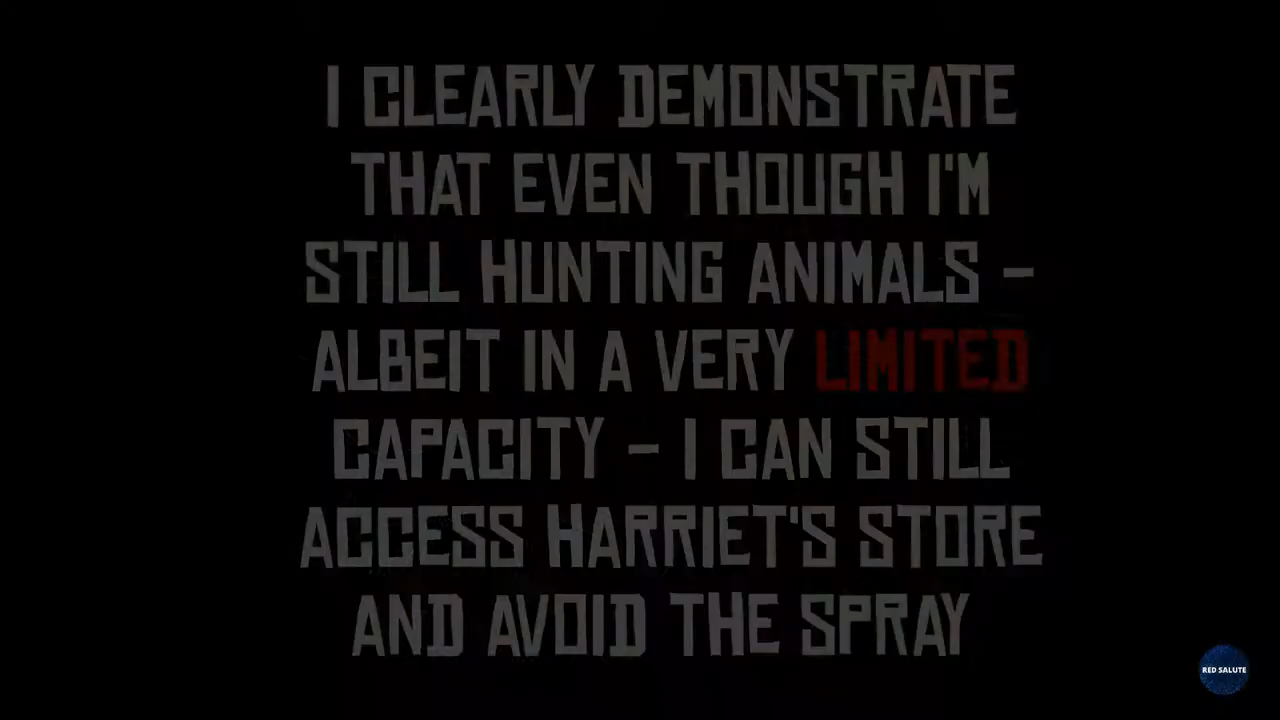 I CLEARLY DEMONSTRATE
THAT EVEN THOUGH I'M
STILL HUNTING ANIMALS -
ALBEIT IN A VERY LIMITED
CAPACITY - I CAN STILL
ACCESS HARRIET'S STORE
AND AVOID THE SPRAY
RED SALUTE